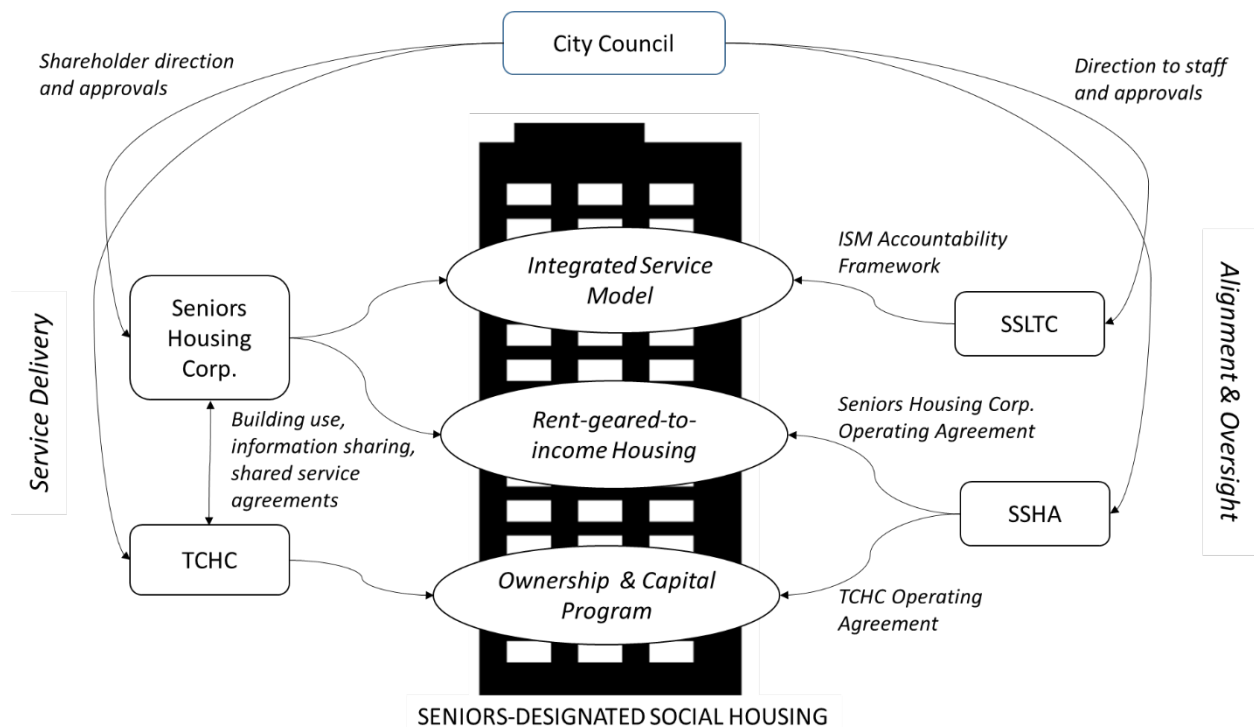 City Council
Shareholder direction
and approvals
Direction to staff
and approvals
Service Delivery
Seniors
Housing
Corp.
Building use,
information sharing,
shared service
agreements
TCHC
Integrated Service
Model
Rent-geared-to-
income Housing
Ownership & Capital
Program
ISM Accountability
Framework
SSLTC
Seniors Housing Corp.
Operating Agreement
SSHA
TCHC Operating
Agreement
Alignment & Oversight
SENIORS-DESIGNATED SOCIAL HOUSING